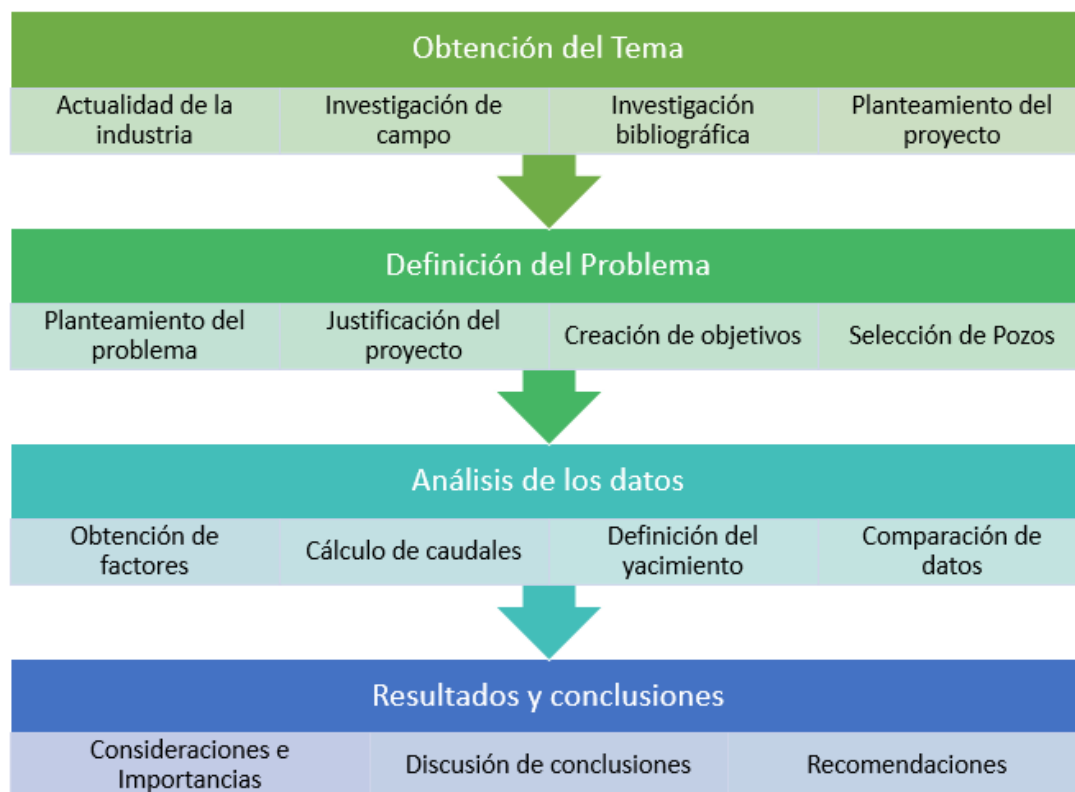 Obtención del Tema
Actualidad de la
industria
Investigación de
campo
Investigación
bibliográfica
Planteamiento del
proyecto
Definición del Problema
Planteamiento del
problema
Justificación del
proyecto
Creación de objetivos
Selección de Pozos
Análisis de los datos
Obtención de
factores
Cálculo de caudales
Definición del
yacimiento
Comparación de
datos
Resultados y conclusiones
Consideraciones e
Importancias
Discusión de conclusiones
Recomendaciones